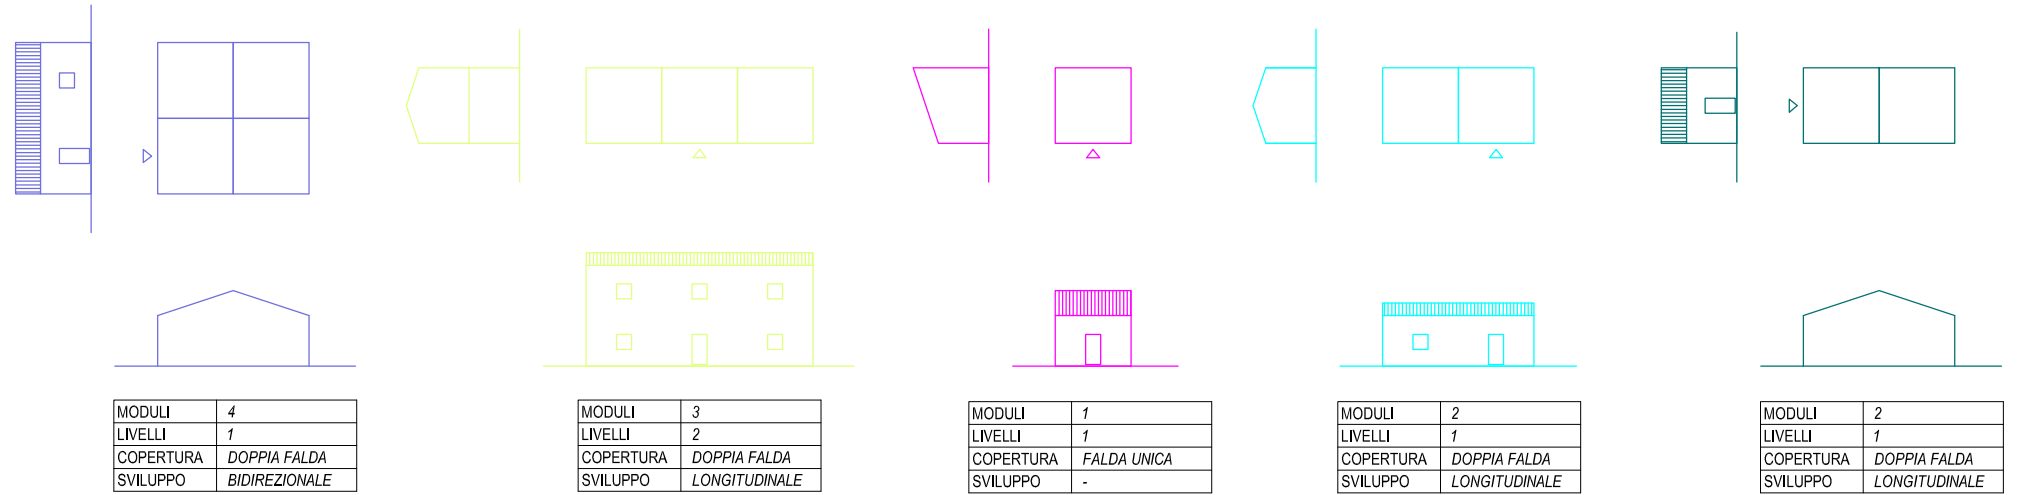 MODULI 4
LIVELLI 1
COPERTURA DOPPIA FALDA
SVILUPPO BIDIREZIONALE
MODULI 3
LIVELLI 2
COPERTURA DOPPIA FALDA
SVILUPPO LONGITUDINALE
MODULI 1
LIVELLI 1
COPERTURA FALDA UNICA
SVILUPPO -
MODULI 2
LIVELLI 1
COPERTURA DOPPIA FALDA
SVILUPPO LONGITUDINALE
MODULI 2
LIVELLI 1
COPERTURA DOPPIA FALDA
SVILUPPO LONGITUDINALE